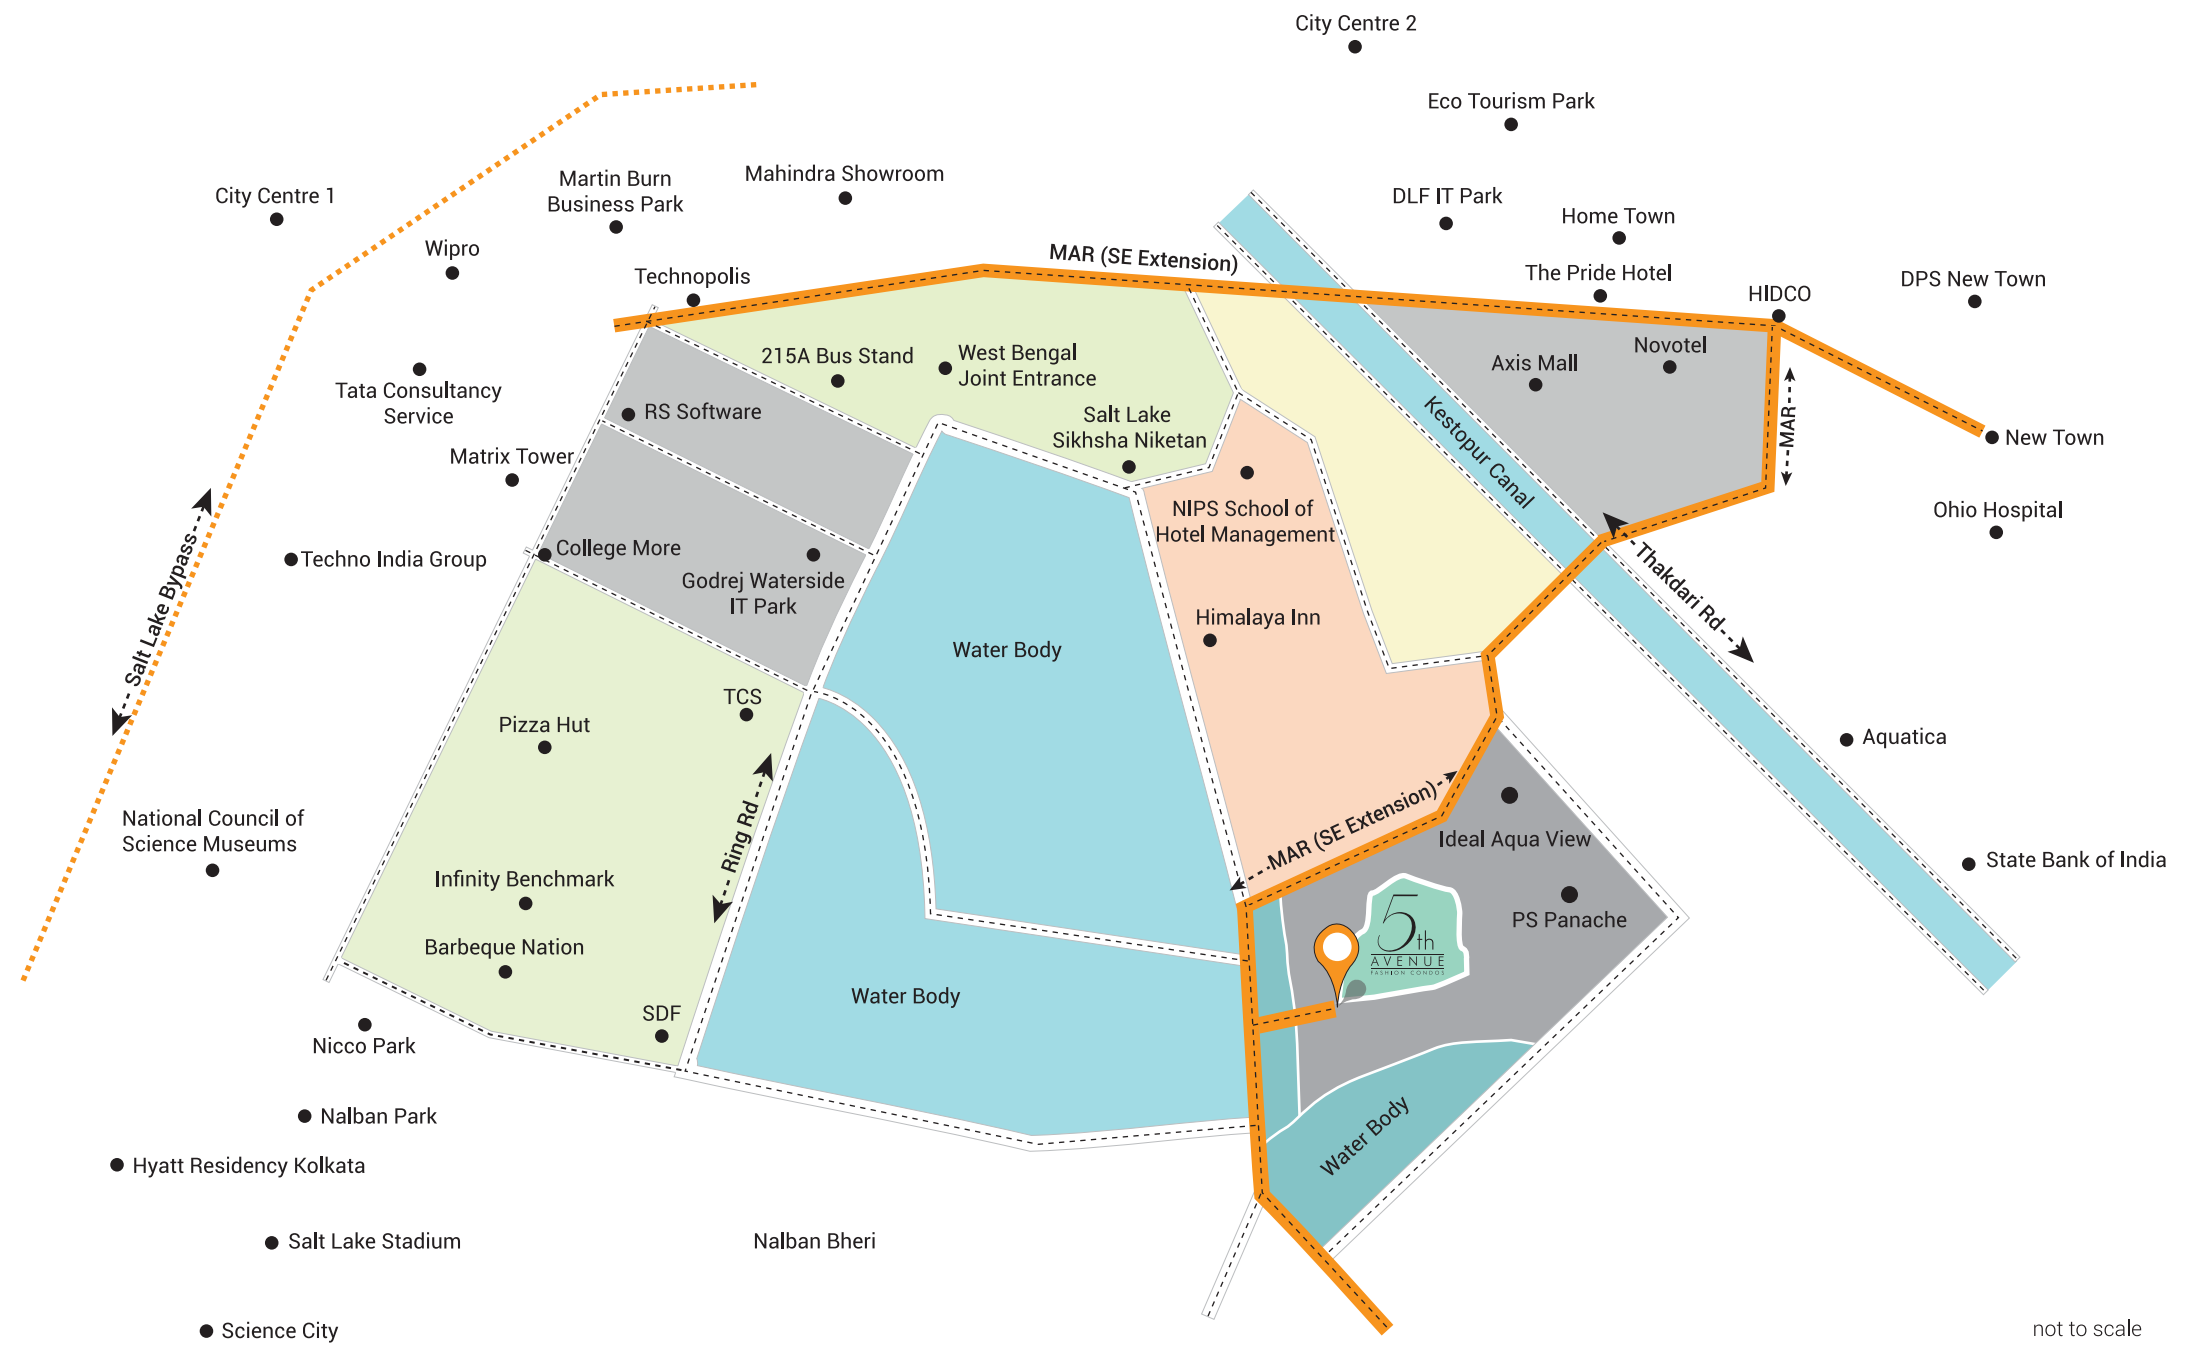 City Centre 2
Eco Tourism Park
Mahindra Showroom
Martin Burn
Business Park
City Centre 1
DLF IT Park
Home Town
Wipro
MAR (SE Extension)
Technopolis
The Pride Hotel
HIDCO
DPS New Town
215A Bus Stand
West Bengal
Joint Entrance
Axis Mall
Novotel
Tata Consultancy
Service
RS Software
Salt Lake
Sikhsha Niketan
Kestopur Canal
MAR
New Town
Matrix Tower
NIPS School of
Hotel Management
Ohio Hospital
Techno India Group
College More
Godrej Waterside
IT Park
Thakdari Rd
Salt Lake Bypass
Himalaya Inn
Water Body
TCS
Pizza Hut
Aquatica
National Council of
Science Museums
Ring Rd
MAR (SE Extension)
Ideal Aqua View
State Bank of India
Infinity Benchmark
PS Panache
Barbeque Nation
5th
AVENUE
FASHION CONDOS
Water Body
SDF
Nicco Park
Nalban Park
Water Body
Hyatt Residency Kolkata
Salt Lake Stadium
Nalban Bheri
Science City
not to scale